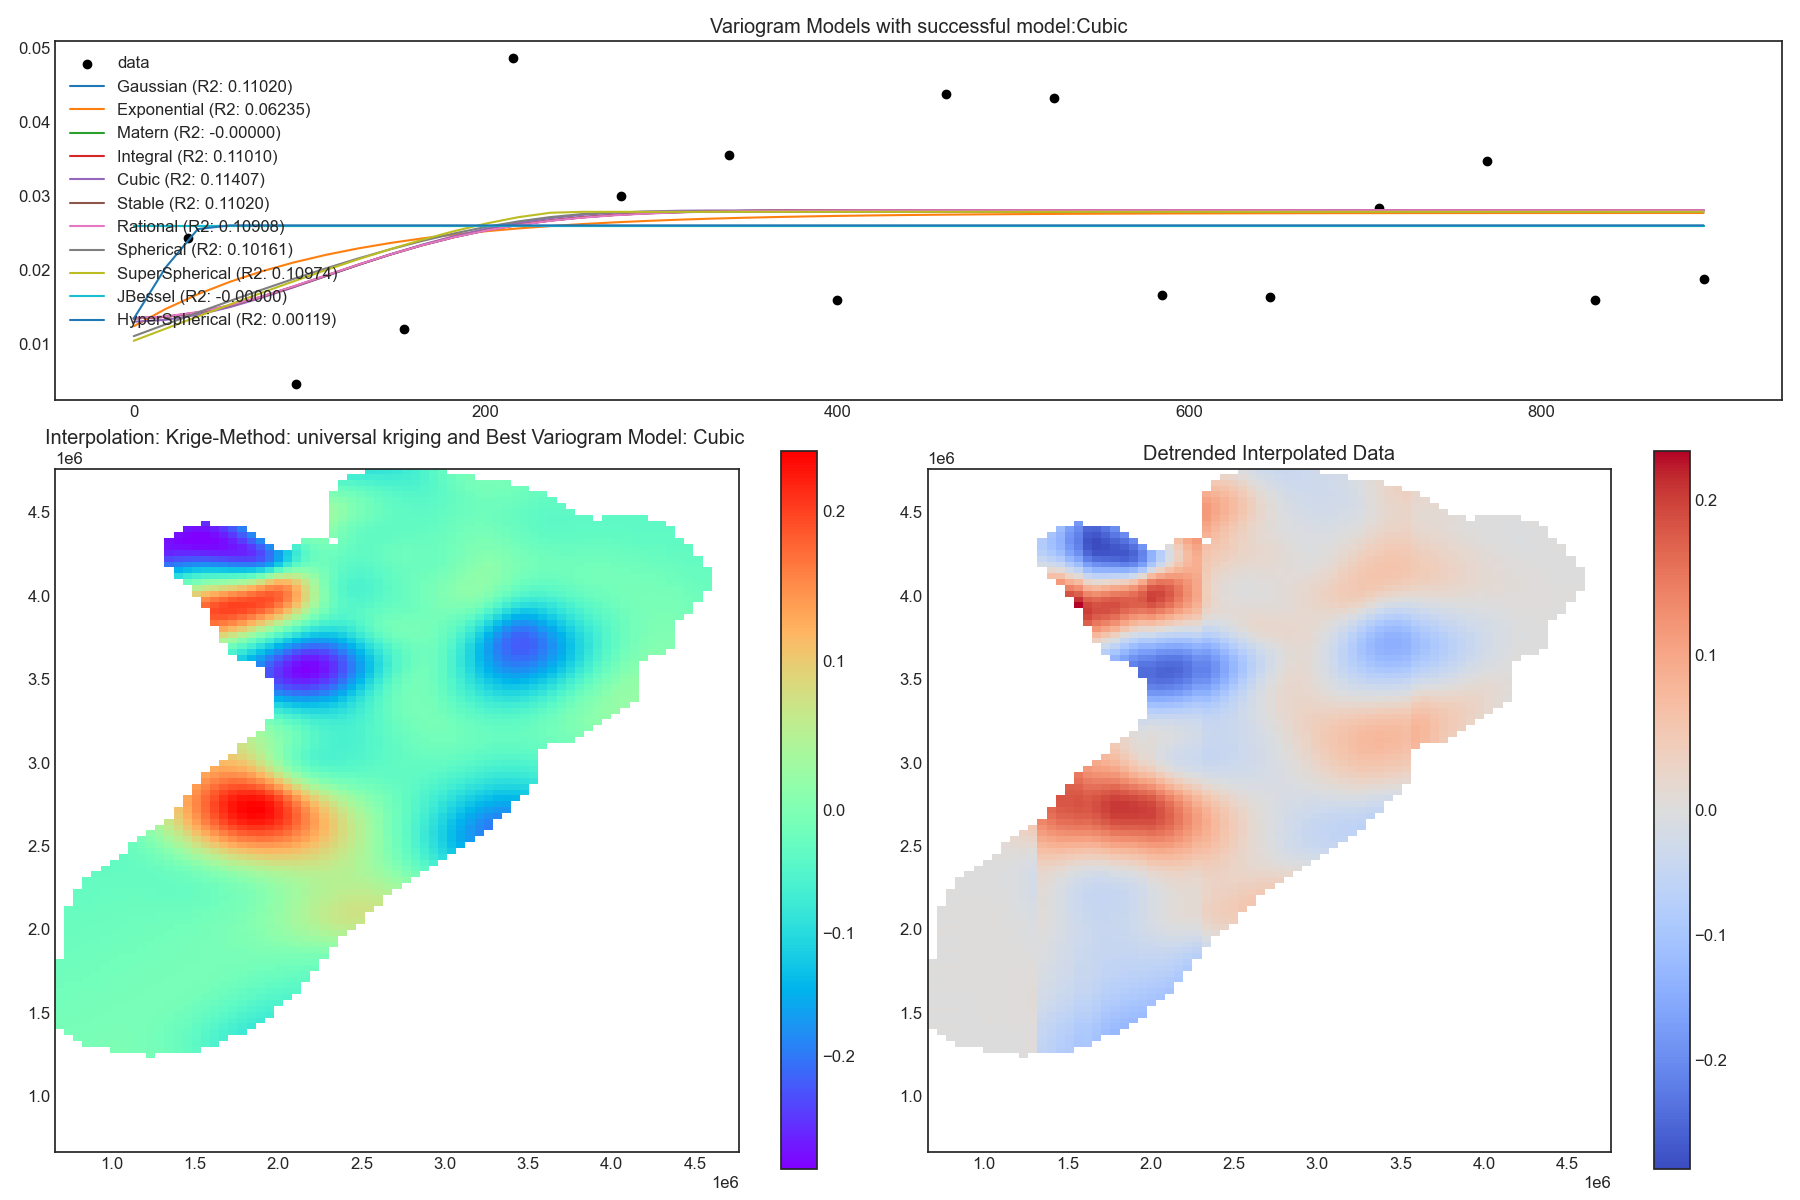 Variogram Models with successful model:Cubic
0.05
0.04
0.03
0.02
0.01
data
Gaussian (R2: 0.11020)
Exponential (R2: 0.06235)
Matern (R2: -0.00000)
Integral (R2: 0.11010)
Cubic (R2: 0.11407)
Stable (R2: 0.11020)
Rational (R2: 0.10908)
Spherical (R2: 0.10161)
SuperSpherical (R2: 0.10974)
JBessel (R2: -0.00000)
HyperSpherical (R2: 0.00119)
0 200 400 600 800
Interpolation: Krige-Method: universal kriging and Best Variogram Model: Cubic
1e6
4.5
4.0
3.5
3.0
2.5
2.0
1.5
1.0
1.0 1.5 2.0 2.5 3.0 3.5 4.0 4.5
1e6
0.2
0.1
0.0
−0.1
−0.2
Detrended Interpolated Data
1e6
4.5
4.0
3.5
3.0
2.5
2.0
1.5
1.0
1.0 1.5 2.0 2.5 3.0 3.5 4.0 4.5
1e6
0.2
0.1
0.0
−0.1
−0.2